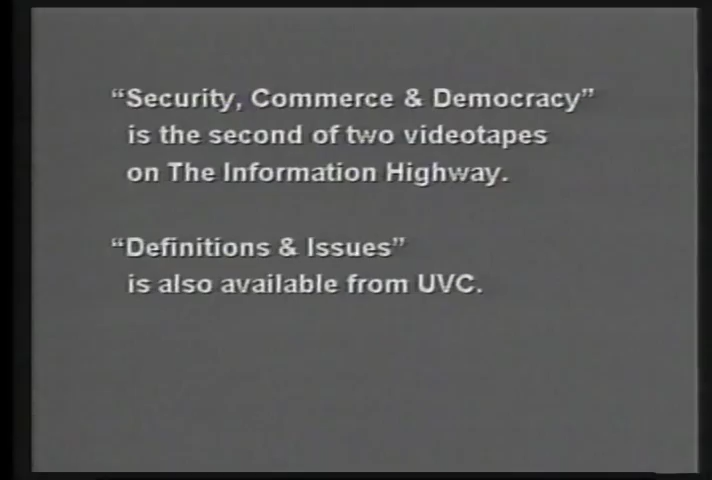 “Security, Commerce & Democracy”
is the second of two videotapes
on The Information Highway.
“Definitions & Issues”
is also available from UVC.